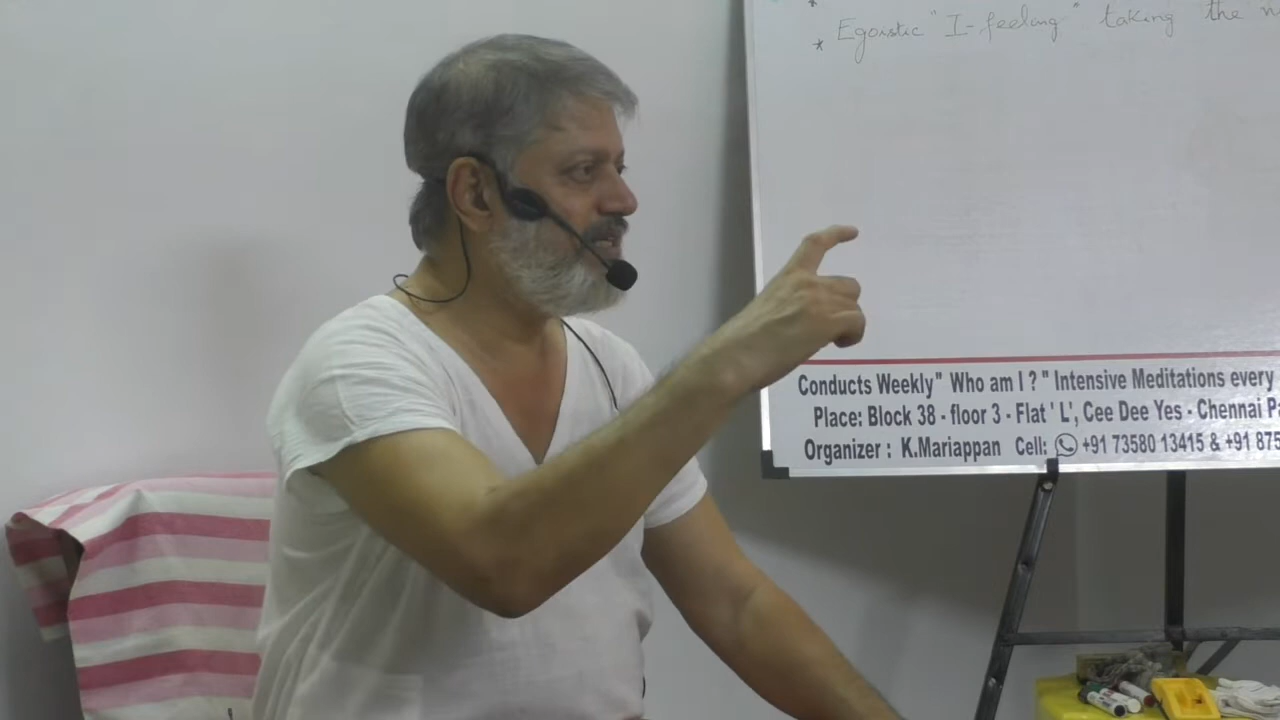 *
* Egoistic "I-feeling" taking the
Conducts Weekly" Who am I ? " Intensive Meditations every
Place: Block 38 - floor 3 - Flat ' L', Cee Dee Yes - Chennai
Organizer : K.Mariappan Cell: +91 73580 13415 & +91 875